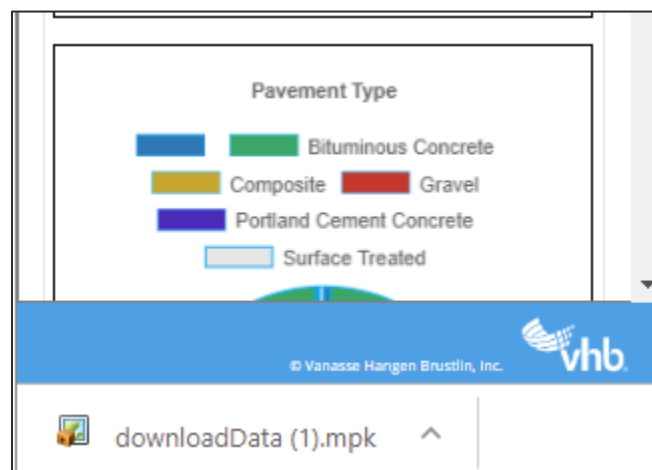 Pavement Type
Bituminous Concrete
Composite Gravel
Portland Cement Concrete
Surface Treated
© Vanasse Hangen Brustlin, Inc.
vhb
downloadData (1).mpk